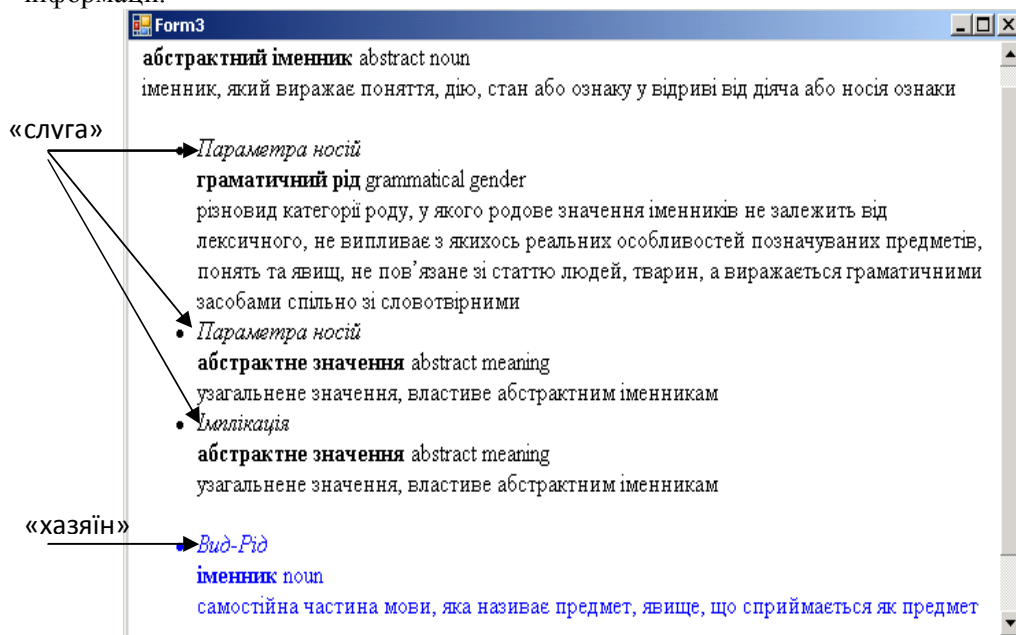 Form3
абстрактний іменник abstract noun
іменник, який виражає поняття, дію, стан або ознаку у відриві від діяча або носія ознаки
«слуга»
• Параметра носій
граматичний рід grammatical gender
різновид категорії роду, у якого родове значення іменників не залежить від
лексичного, не випливає з якихось реальних особливостей позначуваних предметів,
понять та явищ, не пов’язане зі статтю людей, тварин, а виражається граматичними
засобами спільно зі словотвірними
• Параметра носій
абстрактне значення abstract meaning
узагальнене значення, властиве абстрактним іменникам
• Імплікація
абстрактне значення abstract meaning
узагальнене значення, властиве абстрактним іменникам
«хазяїн»
• Вид-Рід
іменник noun
самостійна частина мови, яка називає предмет, явище, що сприймається як предмет